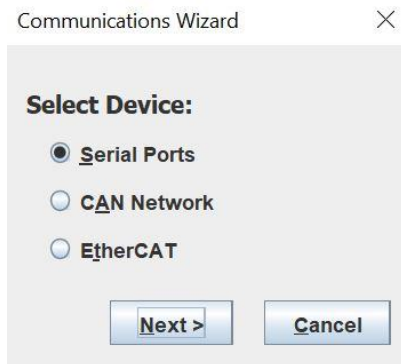 Communications Wizard
Select Device:
Serial Ports
CAN Network
EtherCAT
Next >
Cancel